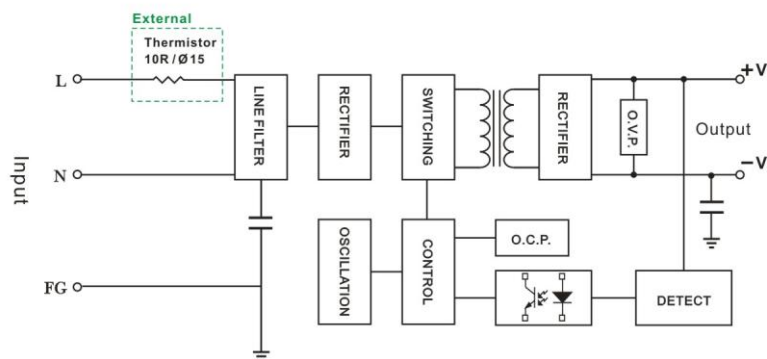 External
Thermistor
10R/Ø15
L
N
FG
Input
LINE FILTER
RECTIFIER
SWITCHING
RECTIFIER
O.V.P.
+V
Output
−V
OSCILLATION
CONTROL
O.C.P.
DETECT